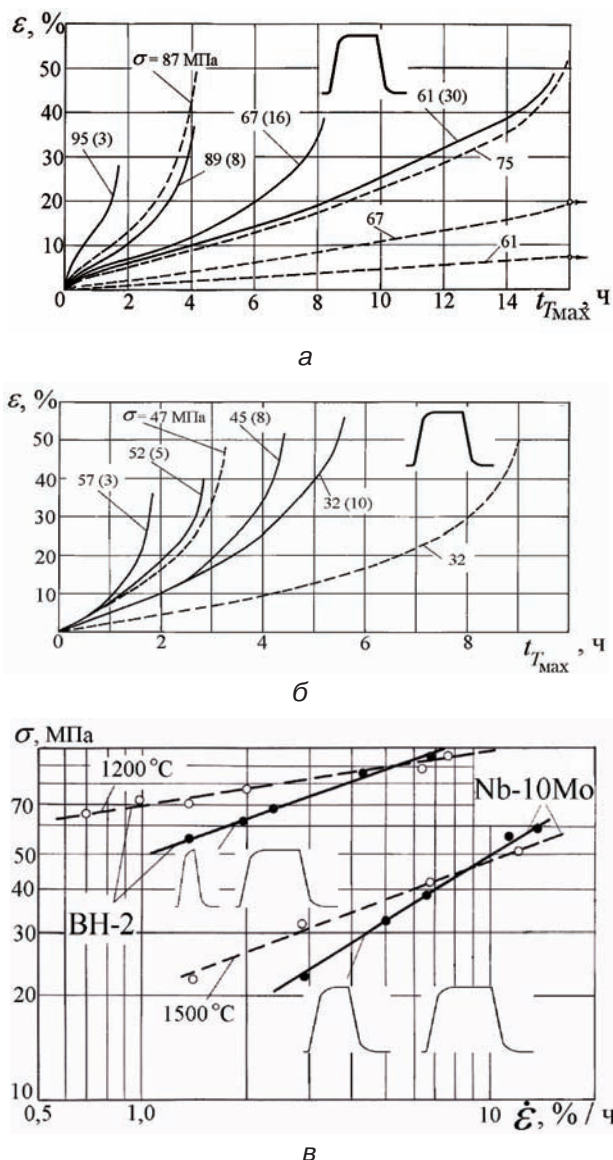 ε, %
50
40
30
20
10
0
σ = 87 МПа
95 (3)
89 (8)
67 (16)
61 (30)
75
67
61
0 2 4 6 8 10 12 14 t Tмах, ч
а
ε, %
50
40
30
20
10
σ = 47 МПа
57 (3)
52 (5)
45 (8)
32 (10)
32
0 2 4 6 8 t Tмах, ч
б
σ, МПа
70
50
40
30
20
10
1200 °C
Nb-10Mo
ВН-2
1500 °C
0,5 1,0 10 ε̇, % / ч
в